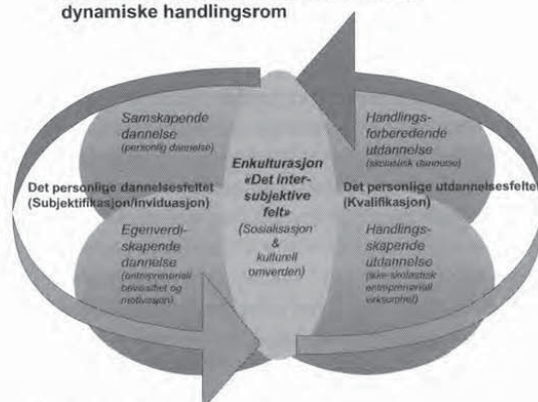 dynamiske handlingsrom
Samskapende
dannelse
(personlig dannelse)
Handlings-
forberedende
utdannelse
(skolastisk dannelse)
Enkulturasjon
«Det inter-
subjektive
felt»
(Sosialisasjon
&
kulturell
omverden)
Det personlige dannelsesfeltet
(Subjektifikasjon/inviduasjon)
Det personlige utdannelsesfeltet
(Kvalifikasjon)
Egenverdi-
skapende
dannelse
(entreprenøriell
bevissthet og
motivasjon)
Handlings-
skapende
utdannelse
(ikke-skolastisk
entreprenøriell
virksomhet)